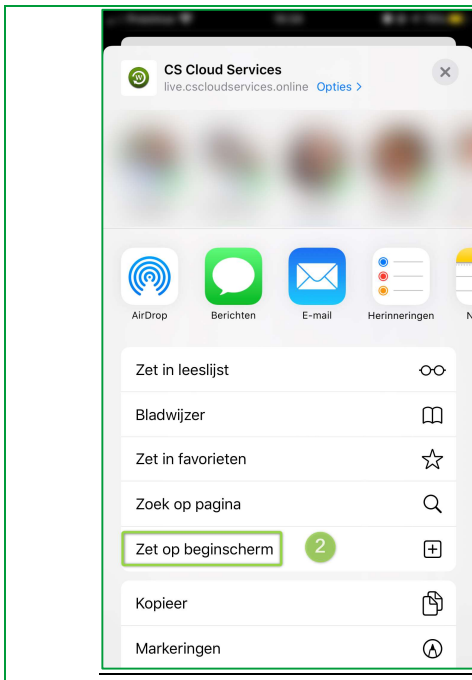 CS Cloud Services
live.cscloudservices.online Opties >
AirDrop
Berichten
E-mail
Herinneringen
N
Zet in leeslijst
Bladwijzer
Zet in favorieten
Zoek op pagina
Zet op beginscherm
2
Kopieer
Markeringen